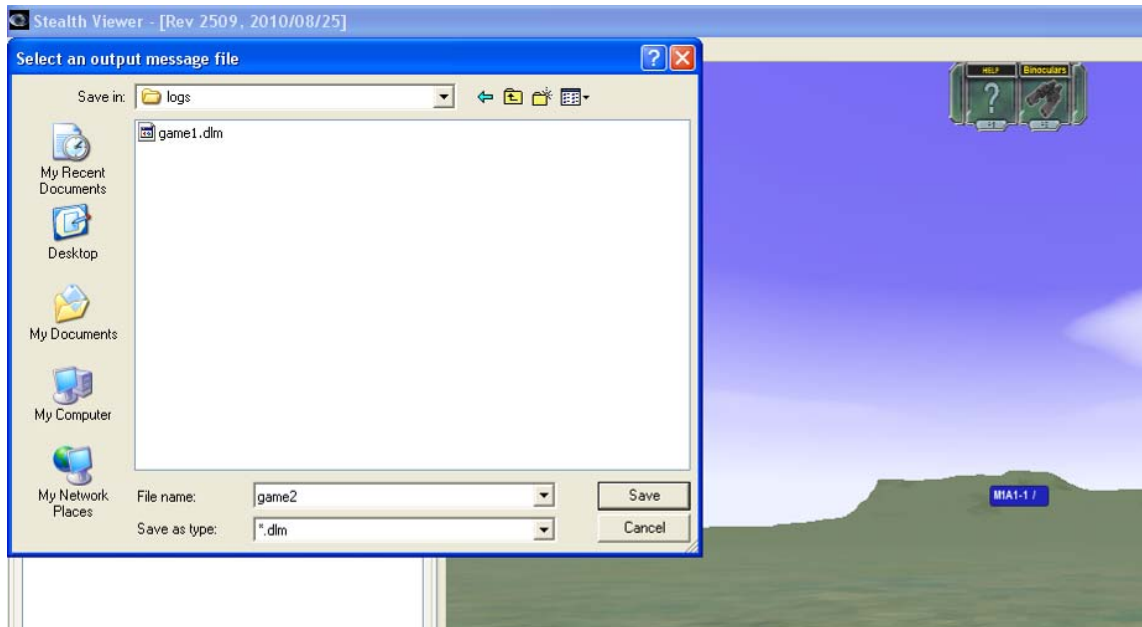 Stealth Viewer - [Rev 2509, 2010/08/25]
Select an output message file
Save in:
logs
game1.dlm
My Recent
Documents
Desktop
My Documents
My Computer
My Network
Places
File name:
game2
Save
Save as type:
*.dlm
Cancel
HELP
Binoculars
M1A1-1 /